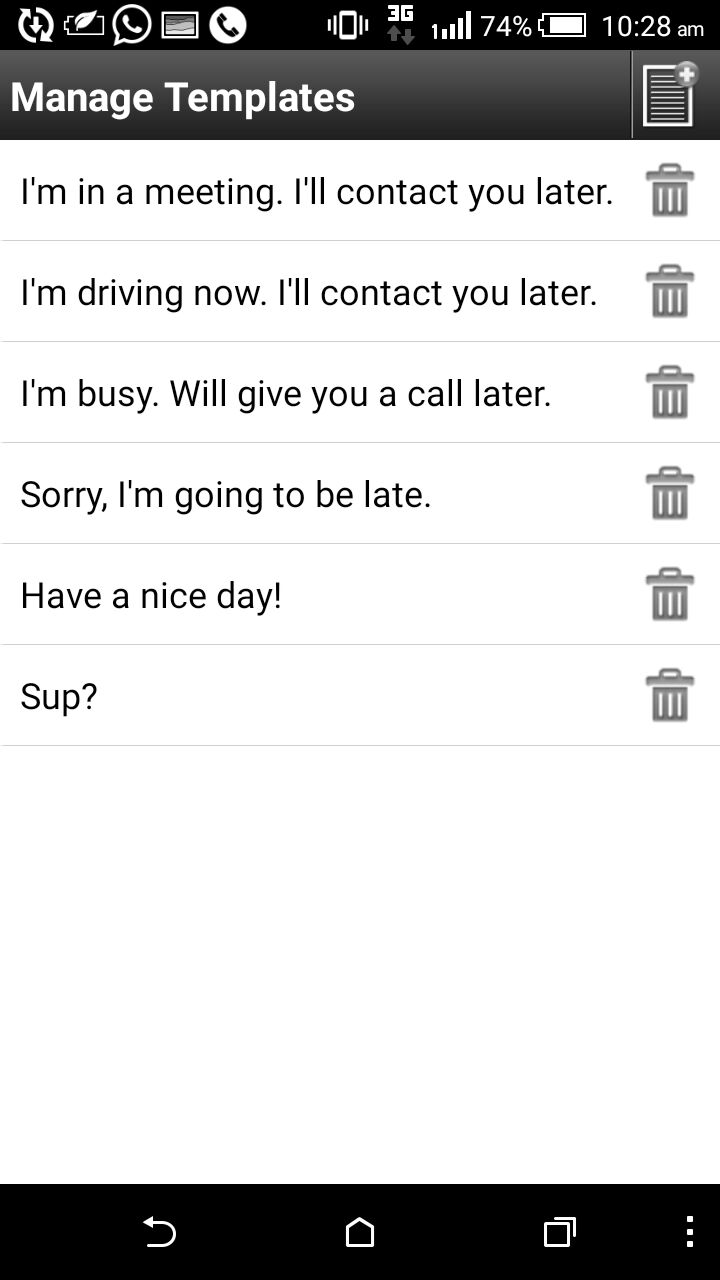 3G 74% 10:28 am
Manage Templates
I'm in a meeting. I'll contact you later.
I'm driving now. I'll contact you later.
I'm busy. Will give you a call later.
Sorry, I'm going to be late.
Have a nice day!
Sup?